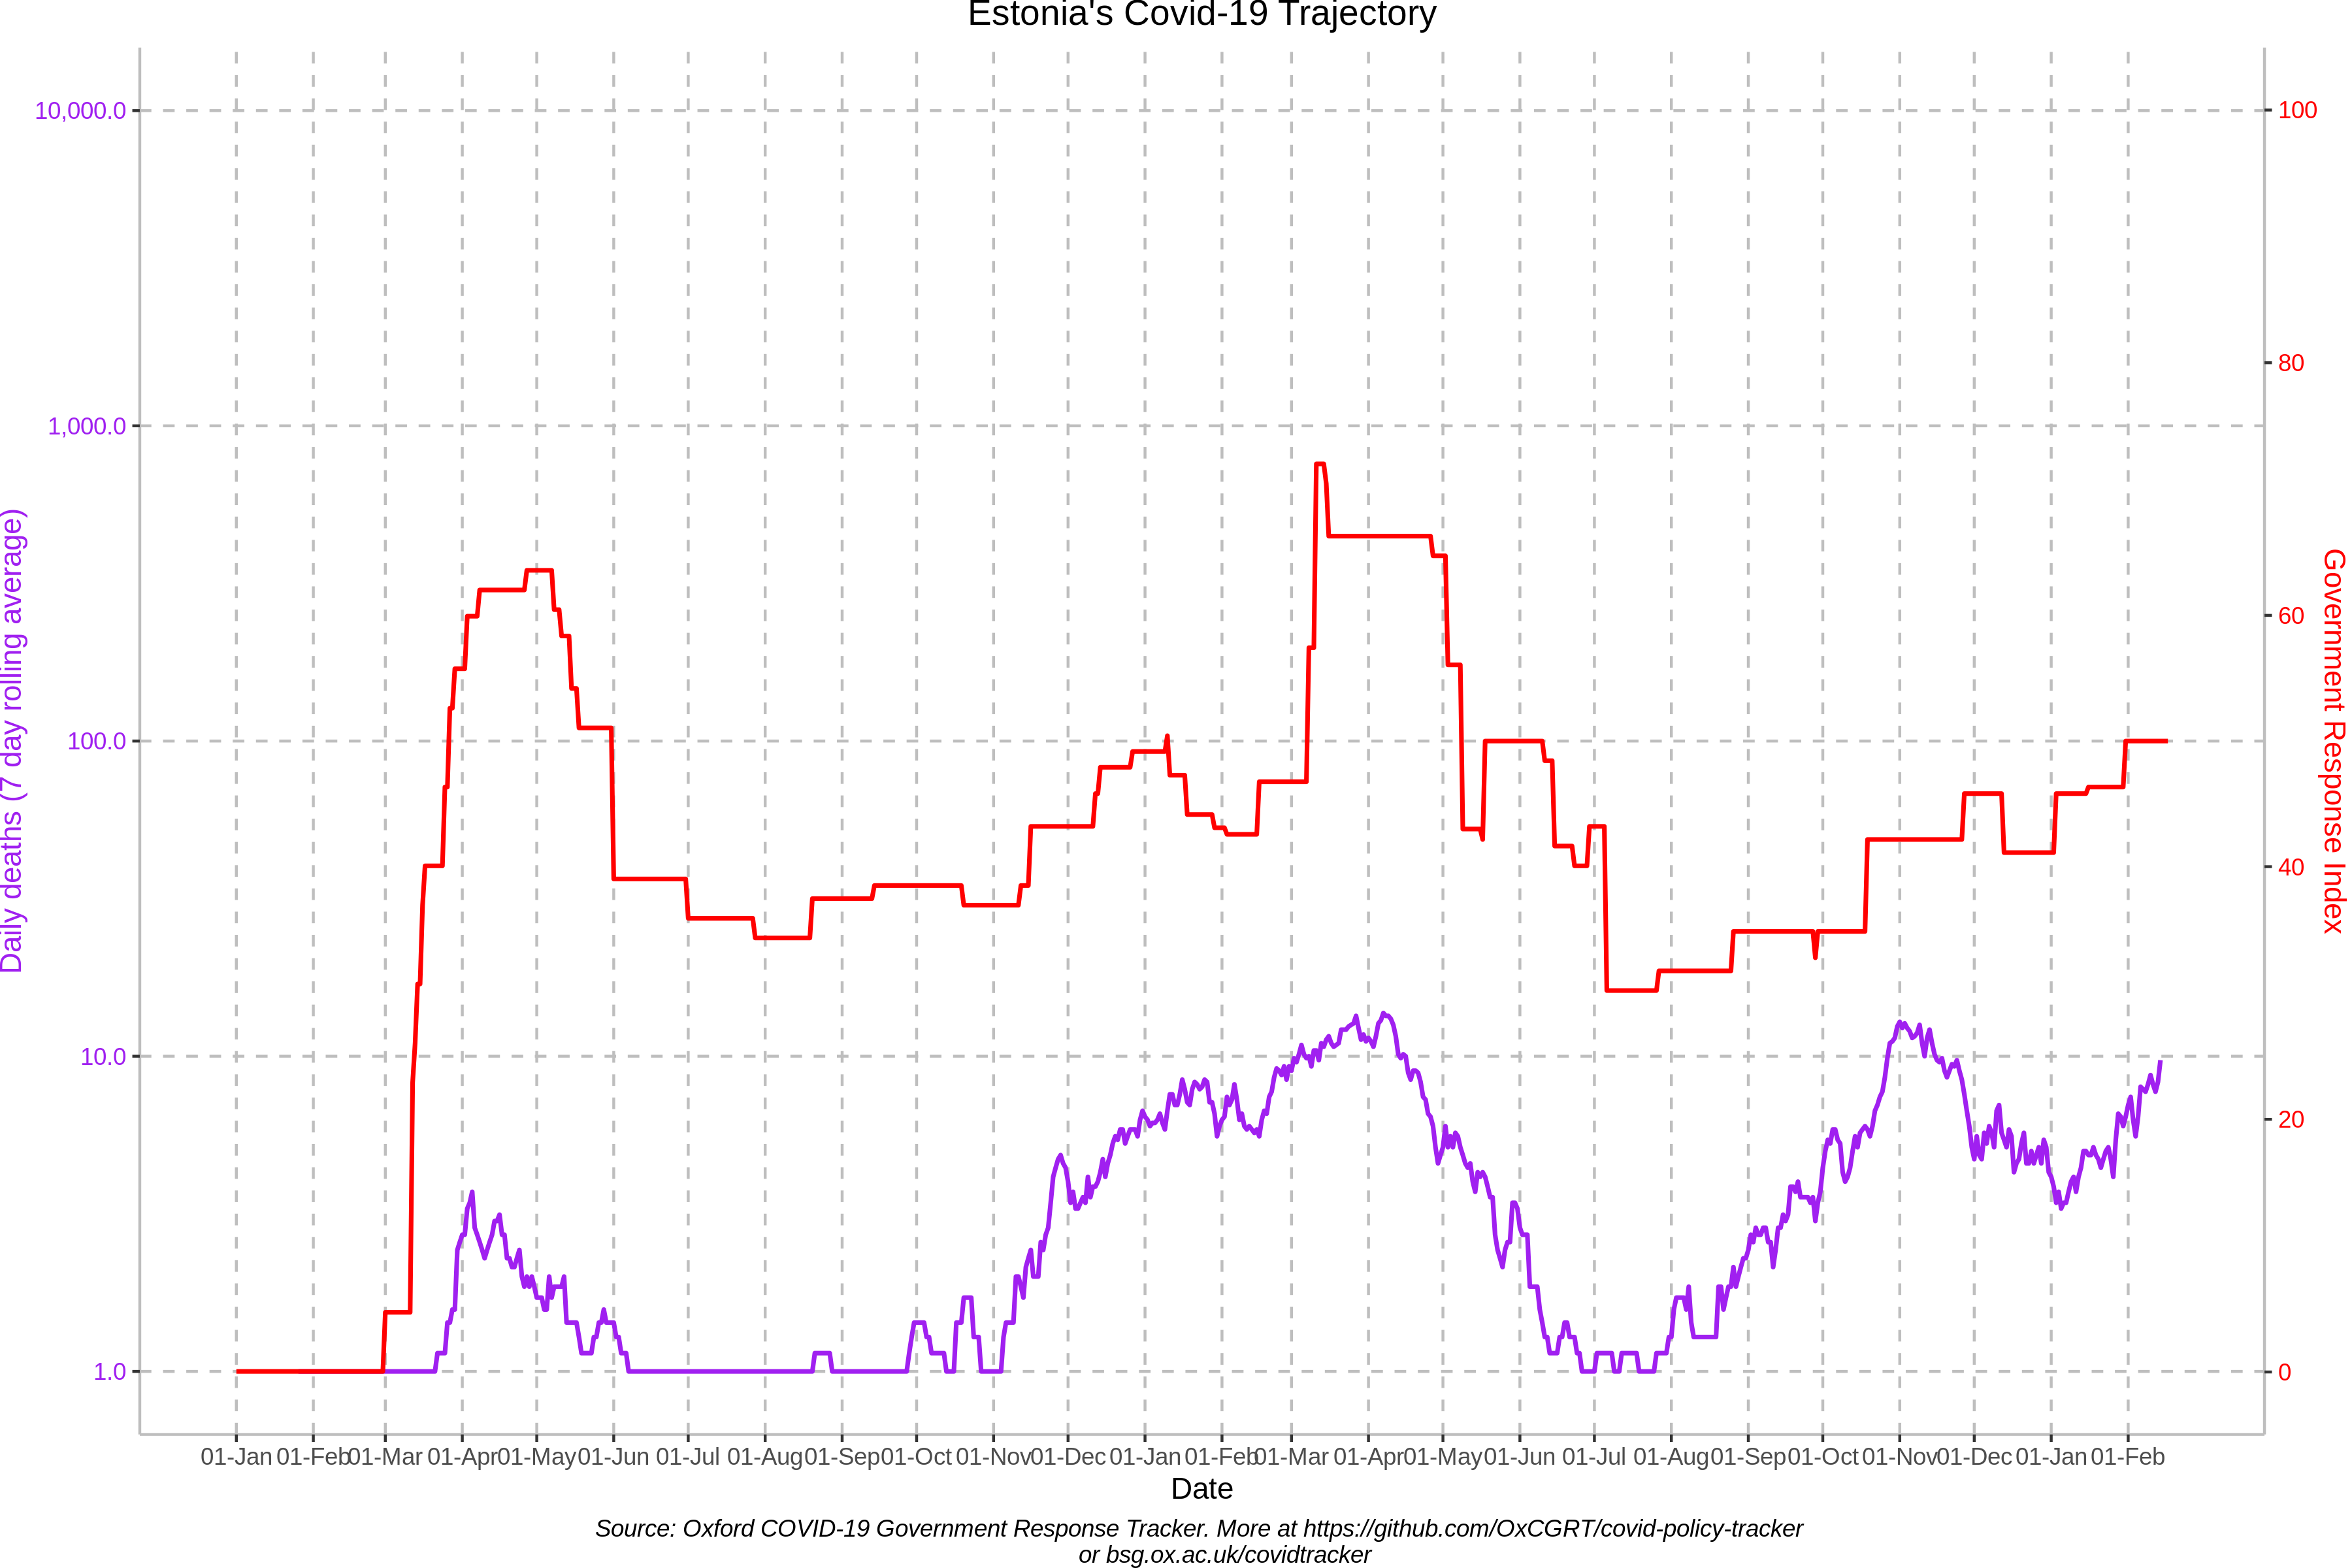 Estonia's Covid-19 Trajectory
10,000.0
1,000.0
100.0
10.0
1.0
Daily deaths (7 day rolling average)
100
80
60
40
20
0
Government Response Index
01-Jan 01-Feb 01-Mar 01-Apr 01-May 01-Jun 01-Jul 01-Aug 01-Sep 01-Oct 01-Nov 01-Dec 01-Jan 01-Feb 01-Mar 01-Apr 01-May 01-Jun 01-Jul 01-Aug 01-Sep 01-Oct 01-Nov 01-Dec 01-Jan 01-Feb
Date
Source: Oxford COVID-19 Government Response Tracker. More at https://github.com/OxCGRT/covid-policy-tracker
or bsg.ox.ac.uk/covidtracker